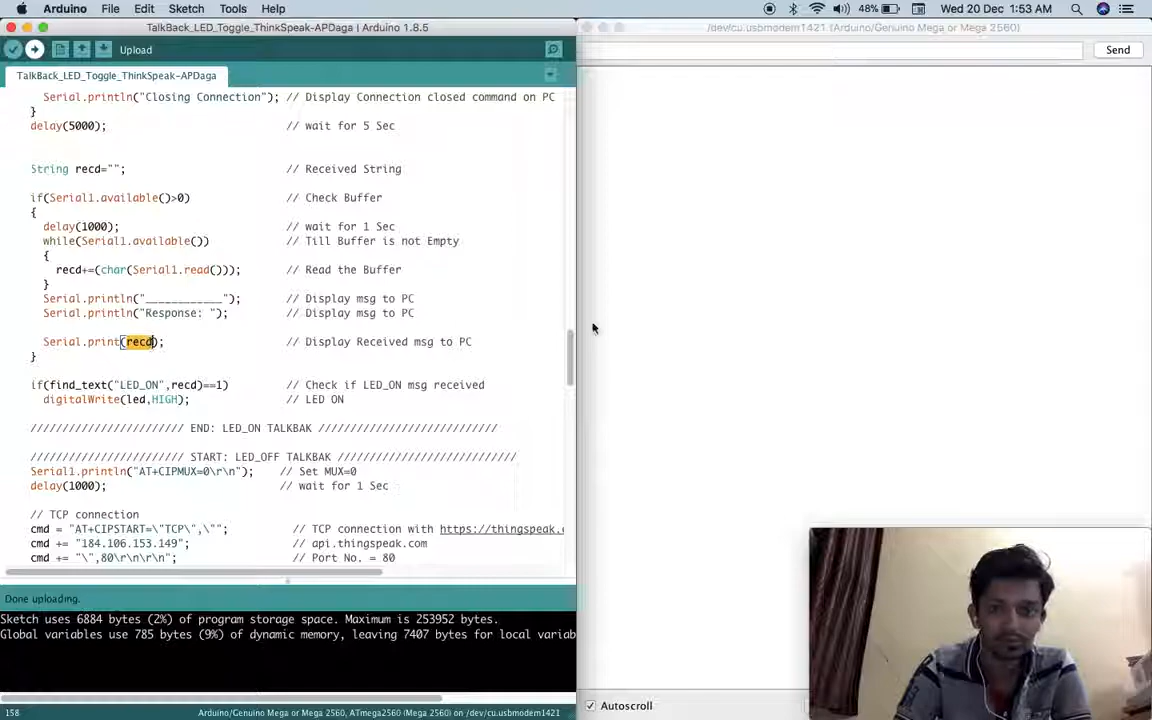 Arduino File Edit Sketch Tools Help 48% Wed 20 Dec 1:53 AM
TalkBack_LED_Toggle_ThinkSpeak-APDaga | Arduino 1.8.5
/dev/cu.usbmodem1421 (Arduino/Genuino Mega or Mega 2560)
Upload
Send
TalkBack_LED_Toggle_ThinkSpeak-APDaga
Serial.println("Closing Connection"); // Display Connection closed command on PC
}
delay(5000); // wait for 5 Sec
String recd=""; // Received String
if(Serial1.available()>0) // Check Buffer
{
delay(1000); // wait for 1 Sec
while(Serial1.available()) // Till Buffer is not Empty
{
recd+=(char(Serial1.read())); // Read the Buffer
}
Serial.println("____________"); // Display msg to PC
Serial.println("Response: "); // Display msg to PC
Serial.print(recd); // Display Received msg to PC
}
if(find_text("LED_ON",recd)==1) // Check if LED_ON msg received
digitalWrite(led,HIGH); // LED ON
//////////////////////// END: LED_ON TALKBAK ////////////////////////////
//////////////////////// START: LED_OFF TALKBAK ////////////////////////////
Serial1.println("AT+CIPMUX=0\r\n"); // Set MUX=0
delay(1000); // wait for 1 Sec
// TCP connection
cmd = "AT+CIPSTART=\"TCP\",\""; // TCP connection with https://thingspeak.c
cmd += "184.106.153.149"; // api.thingspeak.com
cmd += "\",80\r\n\r\n"; // Port No. = 80
Done uploading.
Sketch uses 6884 bytes (2%) of program storage space. Maximum is 253952 bytes.
Global variables use 785 bytes (9%) of dynamic memory, leaving 7407 bytes for local variab
Autoscroll
158 Arduino/Genuino Mega or Mega 2560, ATmega2560 (Mega 2560) on /dev/cu.usbmodem1421